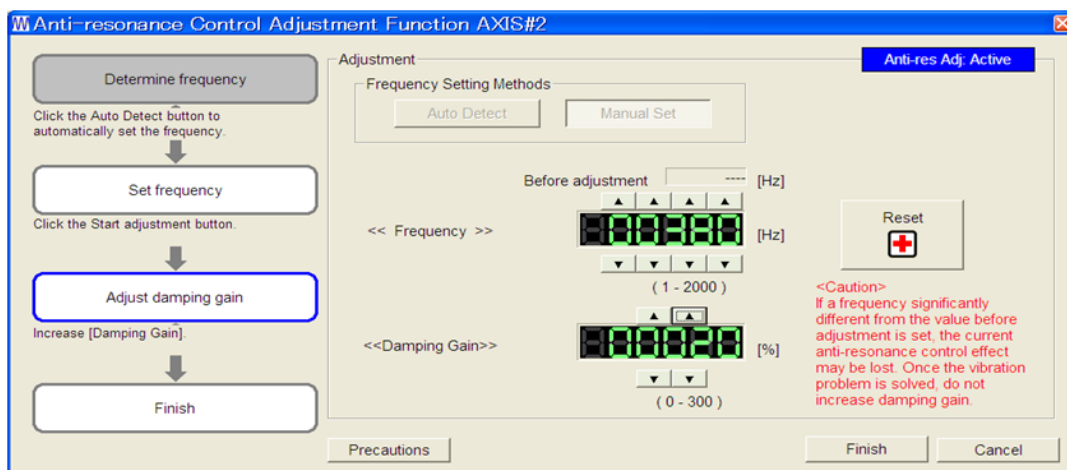 Anti-resonance Control Adjustment Function AXIS#2
Determine frequency
Click the Auto Detect button to
automatically set the frequency.
Set frequency
Click the Start adjustment button.
Adjust damping gain
Increase [Damping Gain].
Finish
Adjustment
Anti-res Adj: Active
Frequency Setting Methods
Auto Detect
Manual Set
Before adjustment ---- [Hz]
<< Frequency >> 00380 [Hz]
( 1 - 2000 )
<<Damping Gain>> 00020 [%]
( 0 - 300 )
Reset
<Caution>
If a frequency significantly
different from the value before
adjustment is set, the current
anti-resonance control effect
may be lost. Once the vibration
problem is solved, do not
increase damping gain.
Precautions
Finish
Cancel